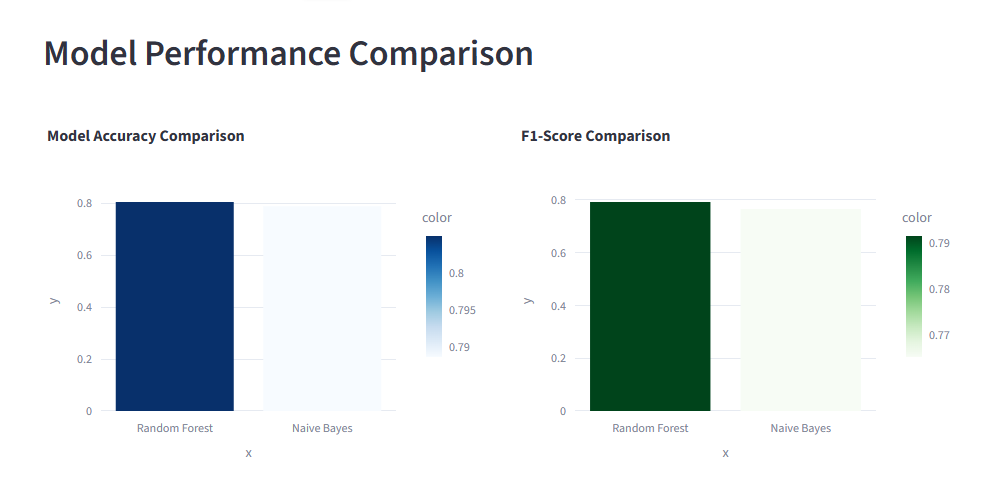 Model Performance Comparison
Model Accuracy Comparison
0.8
0.6
0.4
0.2
0
y
Random Forest
Naive Bayes
x
color
0.8
0.795
0.79
F1-Score Comparison
0.8
0.6
0.4
0.2
0
y
Random Forest
Naive Bayes
x
color
0.79
0.78
0.77